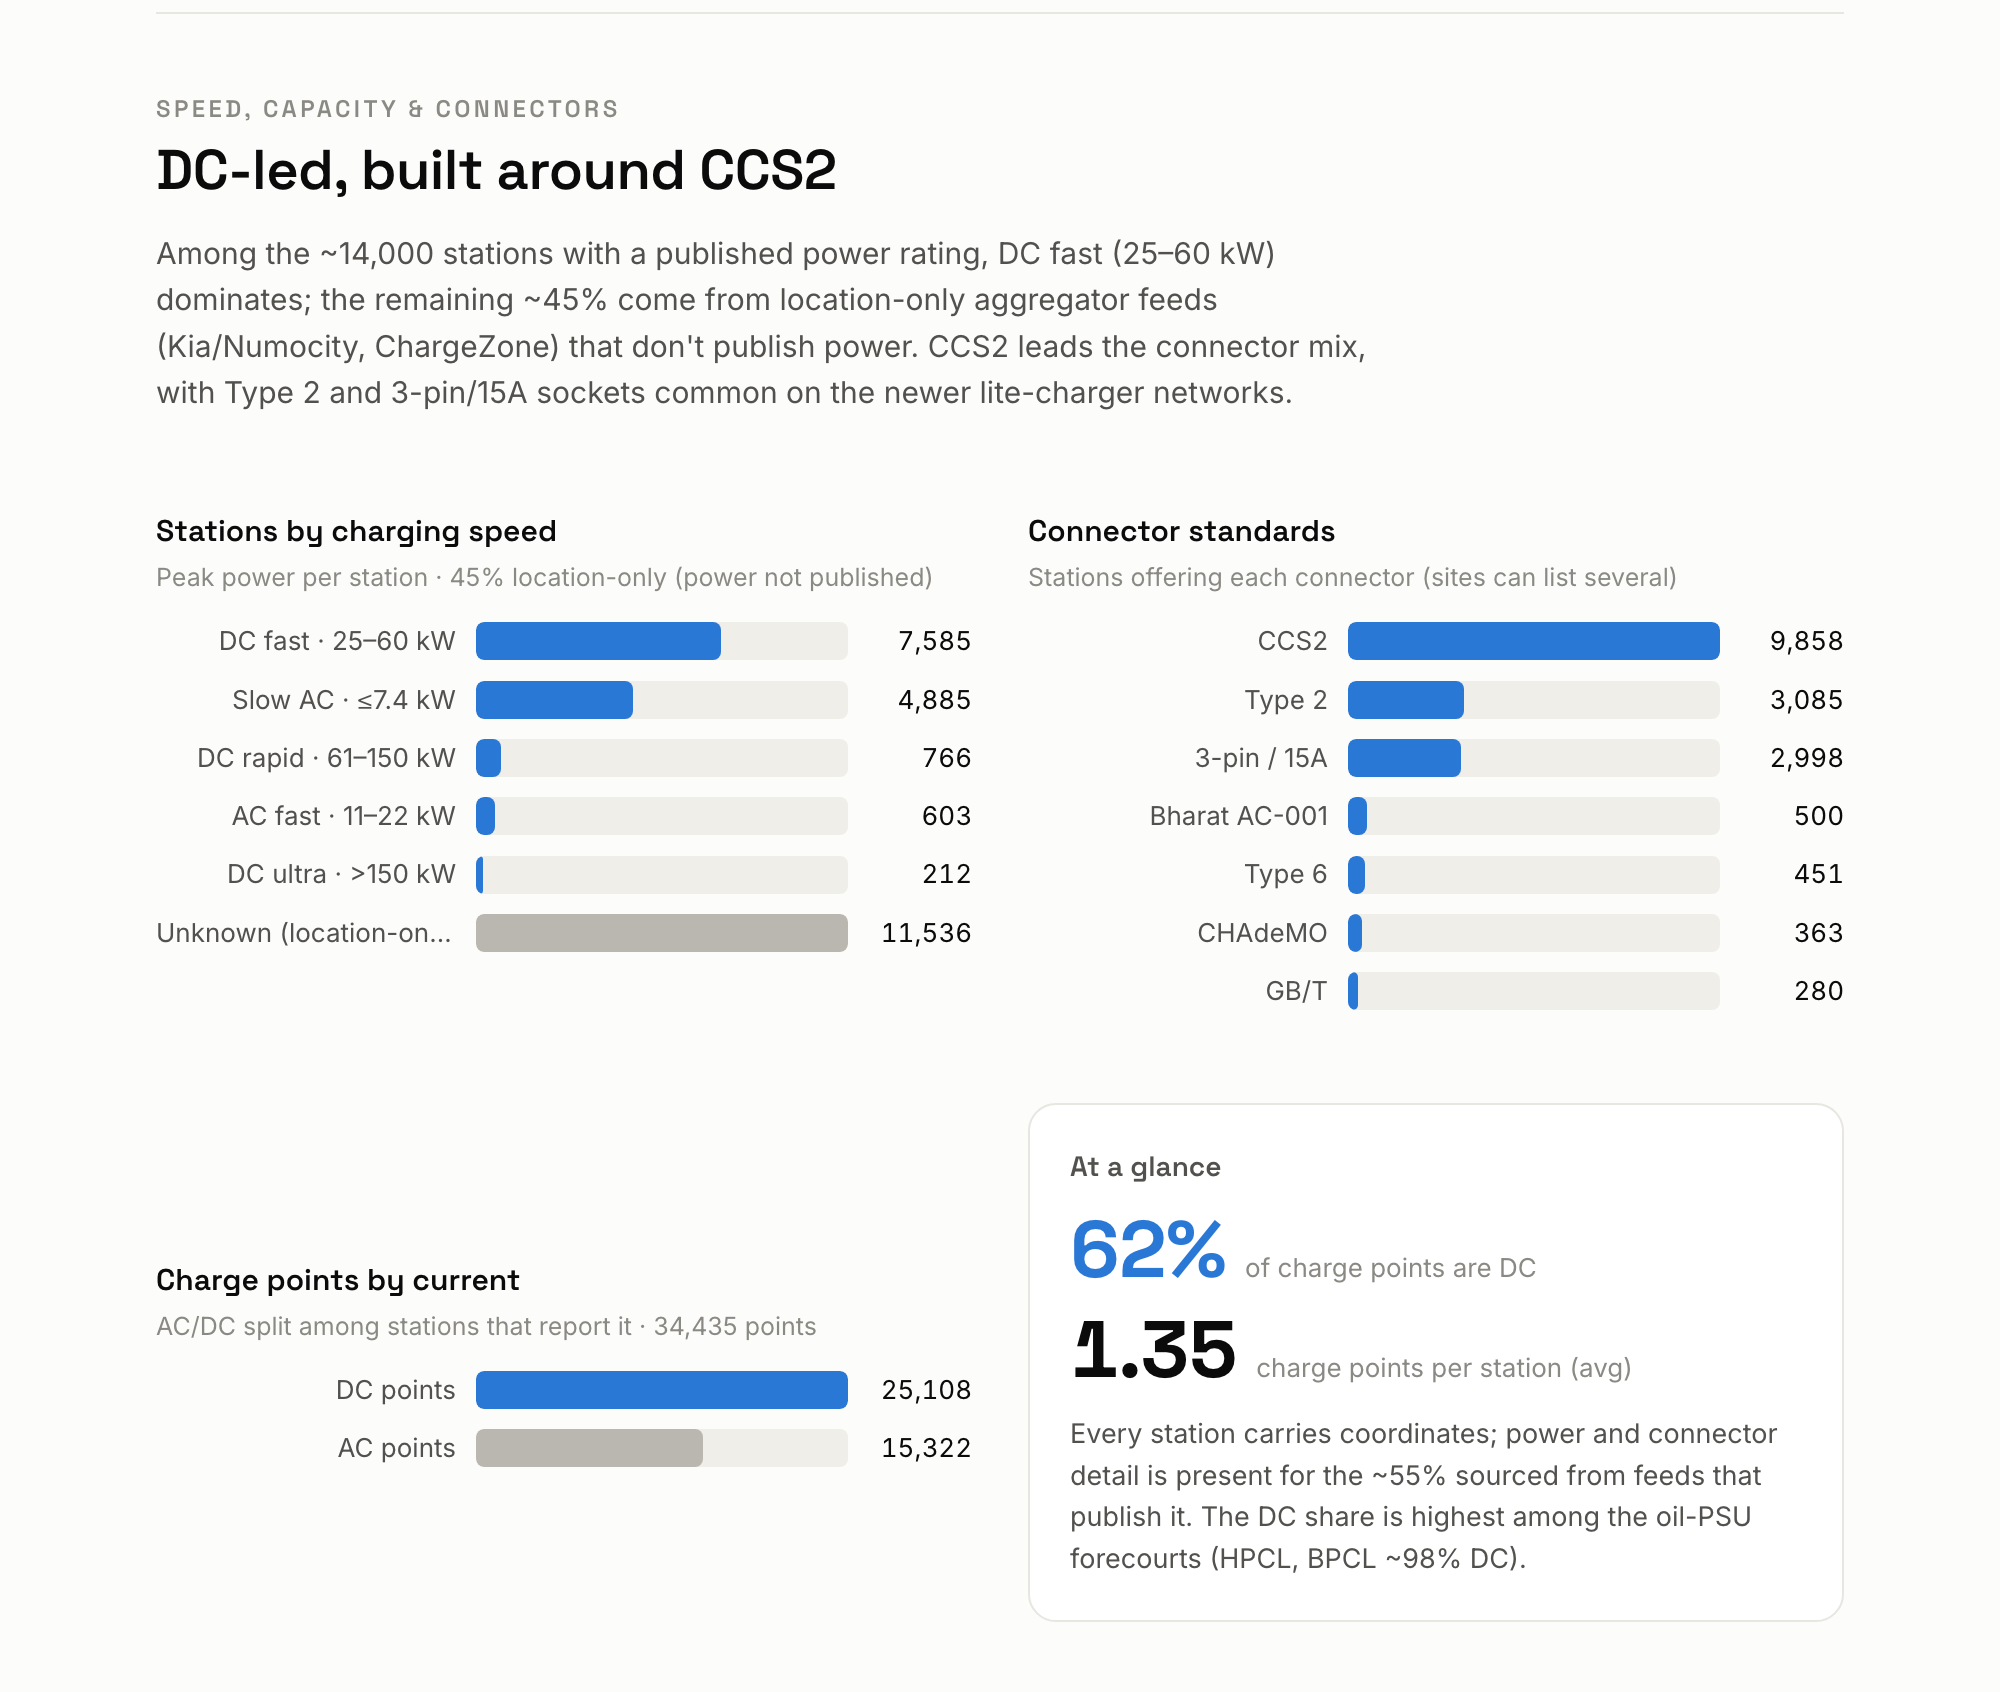 SPEED, CAPACITY & CONNECTORS
DC-led, built around CCS2
Among the ~14,000 stations with a published power rating, DC fast (25–60 kW)
dominates; the remaining ~45% come from location-only aggregator feeds
(Kia/Numocity, ChargeZone) that don't publish power. CCS2 leads the connector mix,
with Type 2 and 3-pin/15A sockets common on the newer lite-charger networks.
Stations by charging speed
Peak power per station · 45% location-only (power not published)
DC fast · 25–60 kW 7,585
Slow AC · ≤7.4 kW 4,885
DC rapid · 61–150 kW 766
AC fast · 11–22 kW 603
DC ultra · >150 kW 212
Unknown (location-on... 11,536
Connector standards
Stations offering each connector (sites can list several)
CCS2 9,858
Type 2 3,085
3-pin / 15A 2,998
Bharat AC-001 500
Type 6 451
CHAdeMO 363
GB/T 280
Charge points by current
AC/DC split among stations that report it · 34,435 points
DC points 25,108
AC points 15,322
At a glance
62% of charge points are DC
1.35 charge points per station (avg)
Every station carries coordinates; power and connector
detail is present for the ~55% sourced from feeds that
publish it. The DC share is highest among the oil-PSU
forecourts (HPCL, BPCL ~98% DC).